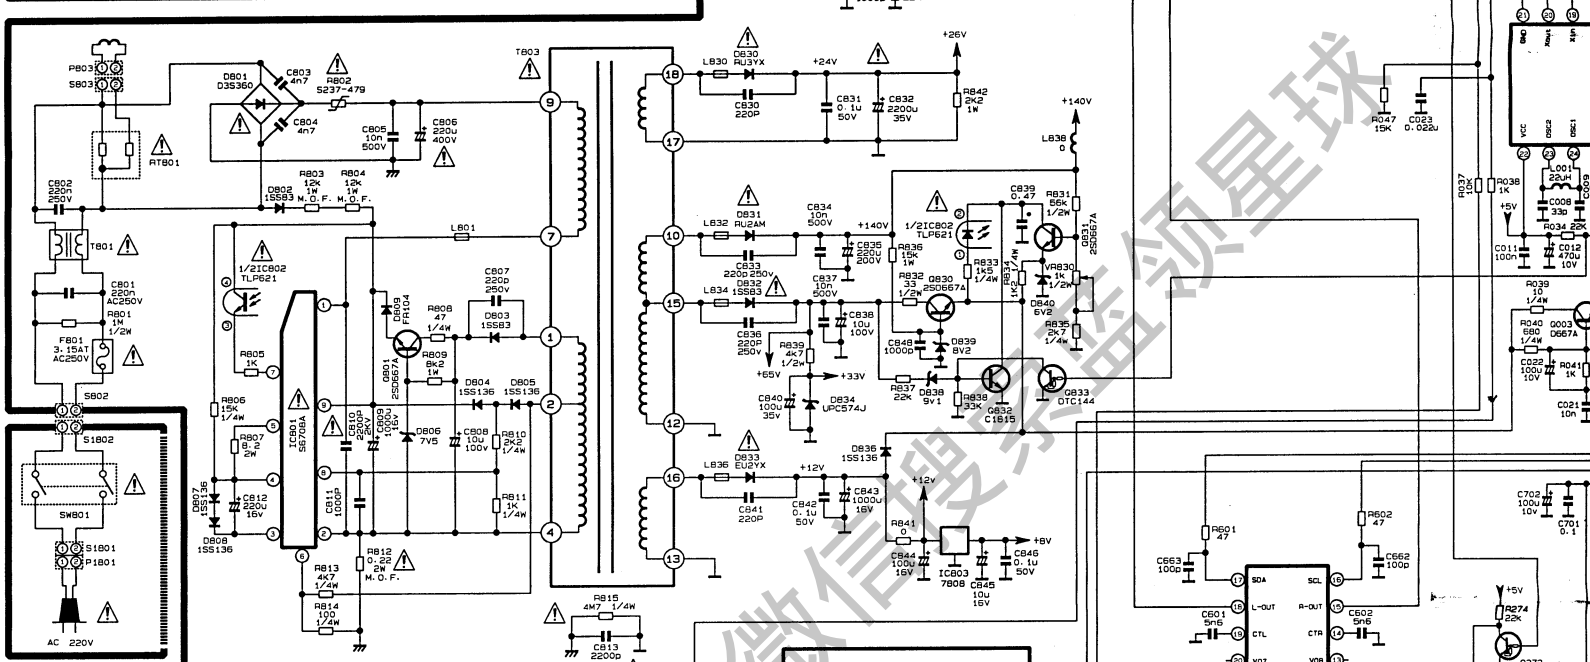 +26V
T803
P803
S803
D801
D3S360
C803
4n7
R802
S237-479
C804
4n7
C805
10n
500V
C806
220u
400V
RT801
L830
D830
RU3YX
+24V
C830
220P
C831
0.1u
50V
C832
2200u
35V
R842
2K2
1W
+140V
L838
0
R047
15K
C023
0.022u
GND
Xout
Xin
VCC
OSC2
OSC1
L001
22uH
C008
33p
C009
R034 22K
R037
10K
R038
1K
+5V
C011
100n
C012
470u
10V
C802
220n
250V
T801
D802
1SS83
R803
12k
1W
M.O.F.
R804
12k
1W
M.O.F.
L801
1/2IC802
TLP621
C801
220n
AC250V
R801
1M
1/2W
F801
3.15AT
AC250V
S802
S1802
SW801
S1801
P1801
AC 220V
R805
1K
R806
15K
1/4W
R807
8.2
2W
IC801
S6708A
D807
1SS136
D808
1SS136
C812
220u
16v
D809
FR104
R808
47
1/4W
C807
220p
250V
D803
1SS83
Q801
2SD667A
R809
8K2
1W
D804
1SS136
D805
1SS136
C810
2200P
2KV
C809
1000u
16V
D806
7V5
C808
10u
100v
R810
2K2
1/4W
C811
1000P
R811
1K
1/4W
R812
0.22
2W
M.O.F.
R813
4K7
1/4W
R814
100
1/4W
R815
4M7 1/4W
C813
2200p
L832
D831
RU2AM
+140V
C834
10n
500V
C835
220u
200V
C833
220p250v
L834
D832
1SS83
C837
10n
500V
C836
220P
250V
C838
10u
100V
R836
15k
1W
R832
33
1/2W
Q830
2SD667A
1/2IC802
TLP621
C839
0.47
R831
56k
1/2W
Q831
2SD667A
R833
1k5
1/4W
R834
1K2 1/4W
VR830
1k
1/2W
D840
6V2
R835
2k7
1/4W
C848
1000p
D839
8V2
R839
4k7
1/2W
+65V
+33V
C840
100u
35v
D834
UPC574J
R837
22k
D838
9v1
R838
33K
Q832
C1815
Q833
DTC144
L836
D833
EU2YX
+12V
C841
220P
C842
0.1u
50V
C843
1000u
16V
D836
1SS136
+12v
R841
0
C844
100u
16V
IC803
7808
+8V
C845
10u
16V
C846
0.1u
50V
R039
10
1/4W
R040
680
1/4W
Q003
D667A
C022
100u
10V
R041
1K
C021
10n
C702
100u
10v
C701
0.1
R601
47
R602
47
C663
100p
C662
100p
SDA
SCL
L-OUT
R-OUT
CTL
CTR
C601
5n6
C602
5n6
+5V
R274
22k
微信搜索蓝领星球